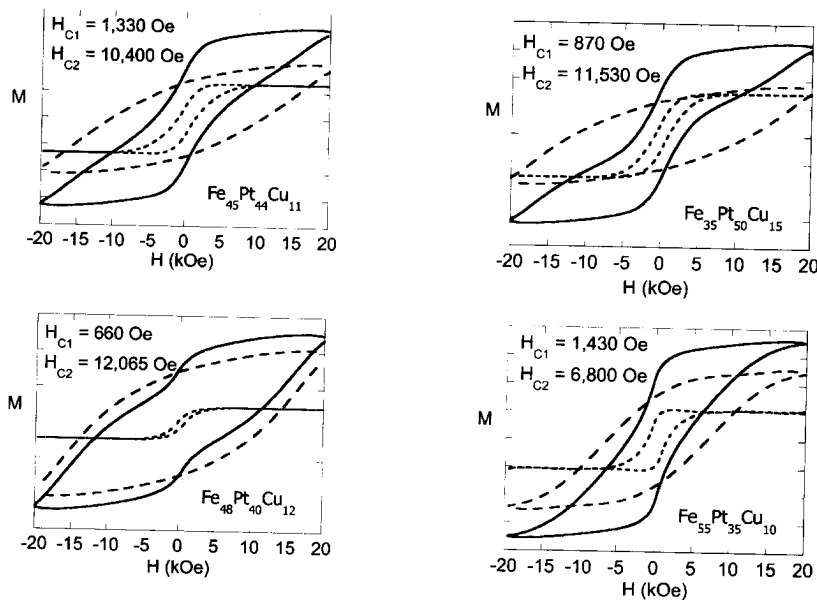 H_C1 = 1,330 Oe
H_C2 = 10,400 Oe
M
Fe45Pt44Cu11
-20 -15 -10 -5 0 5 10 15 20
H (kOe)
H_C1 = 870 Oe
H_C2 = 11,530 Oe
M
Fe35Pt50Cu15
-20 -15 -10 -5 0 5 10 15 20
H (kOe)
H_C1 = 660 Oe
H_C2 = 12,065 Oe
M
Fe48Pt40Cu12
-20 -15 -10 -5 0 5 10 15 20
H (kOe)
H_C1 = 1,430 Oe
H_C2 = 6,800 Oe
M
Fe55Pt35Cu10
-20 -15 -10 -5 0 5 10 15 20
H (kOe)